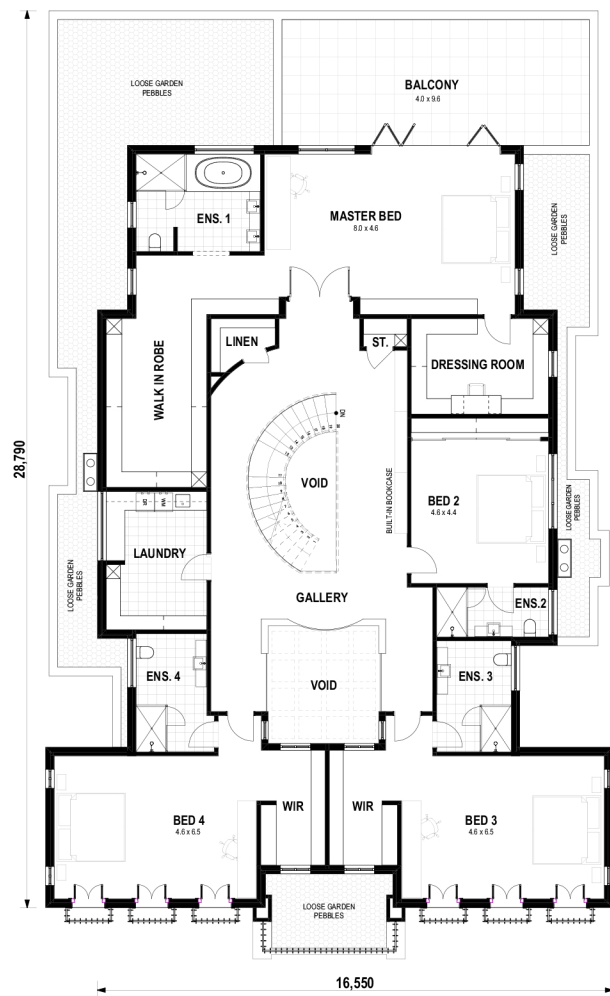 BALCONY
4.0 x 9.6
LOOSE GARDEN
PEBBLES
ENS. 1
MASTER BED
8.0 x 4.6
LOOSE GARDEN
PEBBLES
LINEN
ST.
WALK IN ROBE
DRESSING ROOM
DN
VOID
BUILT-IN BOOKCASE
BED 2
4.6 x 4.4
28,790
DR
WM
LAUNDRY
LOOSE GARDEN
PEBBLES
LOOSE GARDEN
PEBBLES
GALLERY
ENS.2
ENS. 4
VOID
ENS. 3
BED 4
4.6 x 6.5
WIR
WIR
BED 3
4.6 x 6.5
LOOSE GARDEN
PEBBLES
16,550